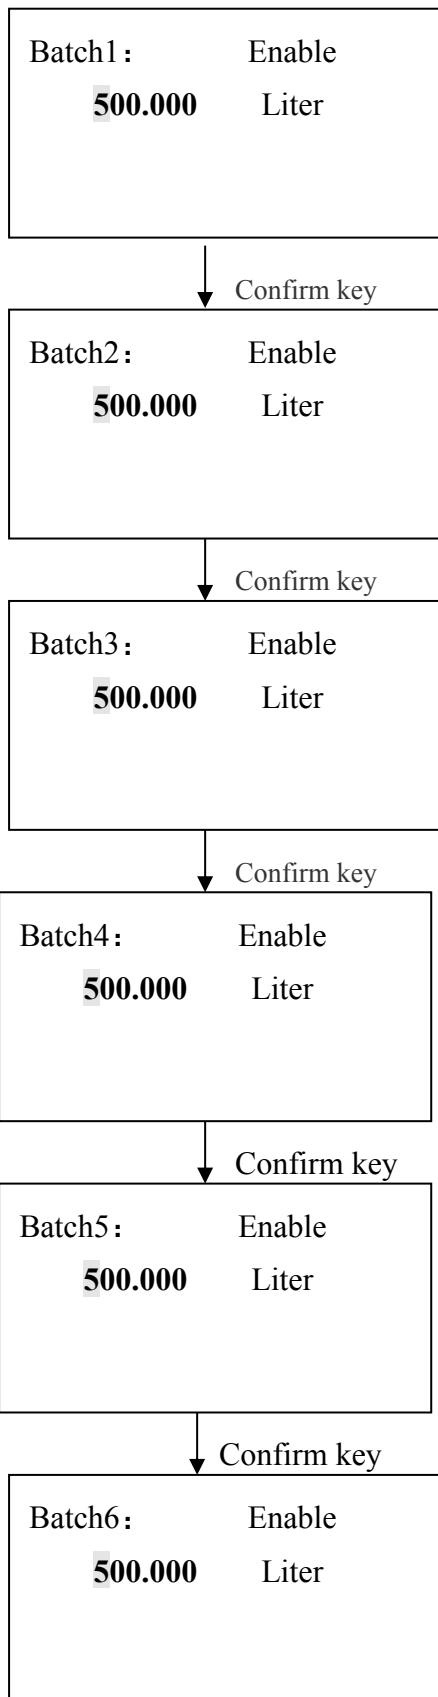 Batch1： Enable
500.000 Liter
Confirm key
Batch2： Enable
500.000 Liter
Confirm key
Batch3： Enable
500.000 Liter
Confirm key
Batch4： Enable
500.000 Liter
Confirm key
Batch5： Enable
500.000 Liter
Confirm key
Batch6： Enable
500.000 Liter